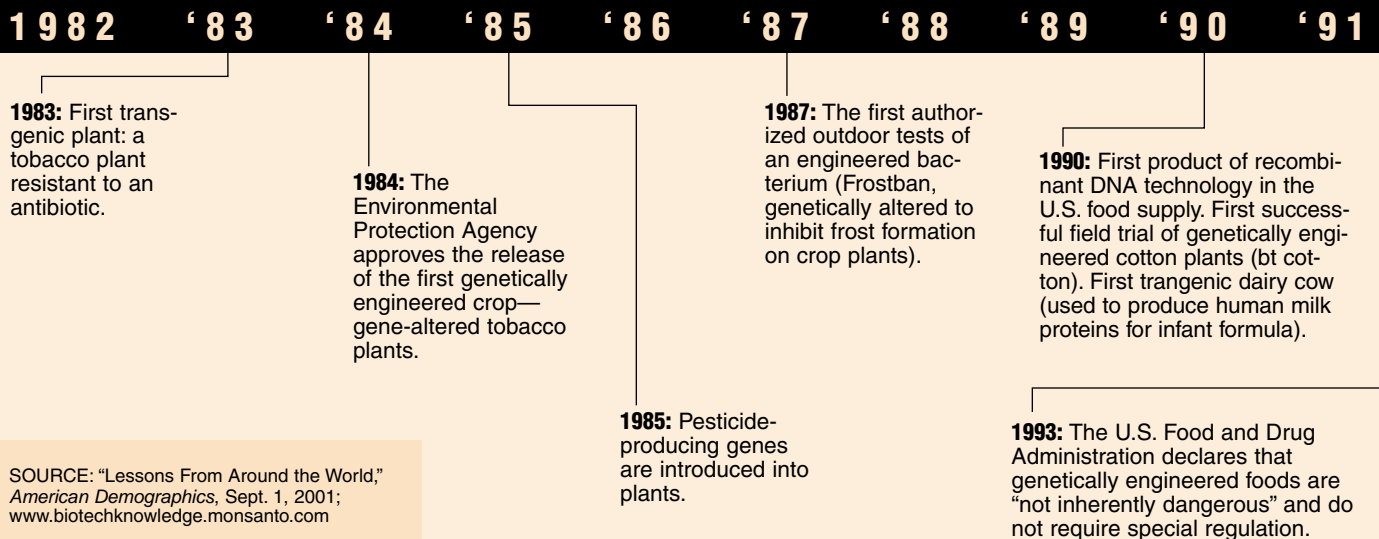 1982 ‘83 ‘84 ‘85 ‘86 ‘87 ‘88 ‘89 ‘90 ‘91
1983: First trans-
genic plant: a
tobacco plant
resistant to an
antibiotic.
1984: The
Environmental
Protection Agency
approves the release
of the first genetically
engineered crop—
gene-altered tobacco
plants.
1985: Pesticide-
producing genes
are introduced into
plants.
1987: The first author-
ized outdoor tests of
an engineered bac-
terium (Frostban,
genetically altered to
inhibit frost formation
on crop plants).
1990: First product of recombi-
nant DNA technology in the
U.S. food supply. First success-
ful field trial of genetically engi-
neered cotton plants (bt cot-
ton). First trangenic dairy cow
(used to produce human milk
proteins for infant formula).
1993: The U.S. Food and Drug
Administration declares that
genetically engineered foods are
“not inherently dangerous” and do
not require special regulation.
SOURCE: “Lessons From Around the World,”
American Demographics, Sept. 1, 2001;
www.biotechknowledge.monsanto.com